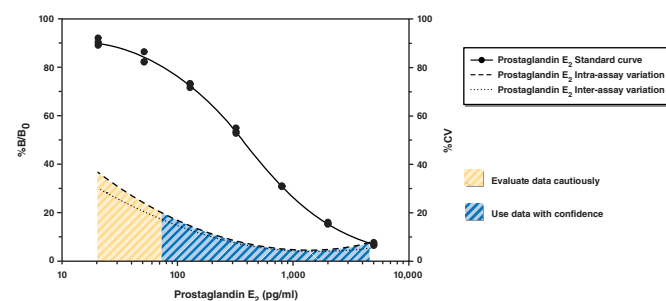 100
80
60
40
20
0
%B/B0
100
80
60
40
20
0
%CV
10
100
1,000
10,000
Prostaglandin E2 (pg/ml)
Prostaglandin E2 Standard curve
Prostaglandin E2 Intra-assay variation
Prostaglandin E2 Inter-assay variation
Evaluate data cautiously
Use data with confidence